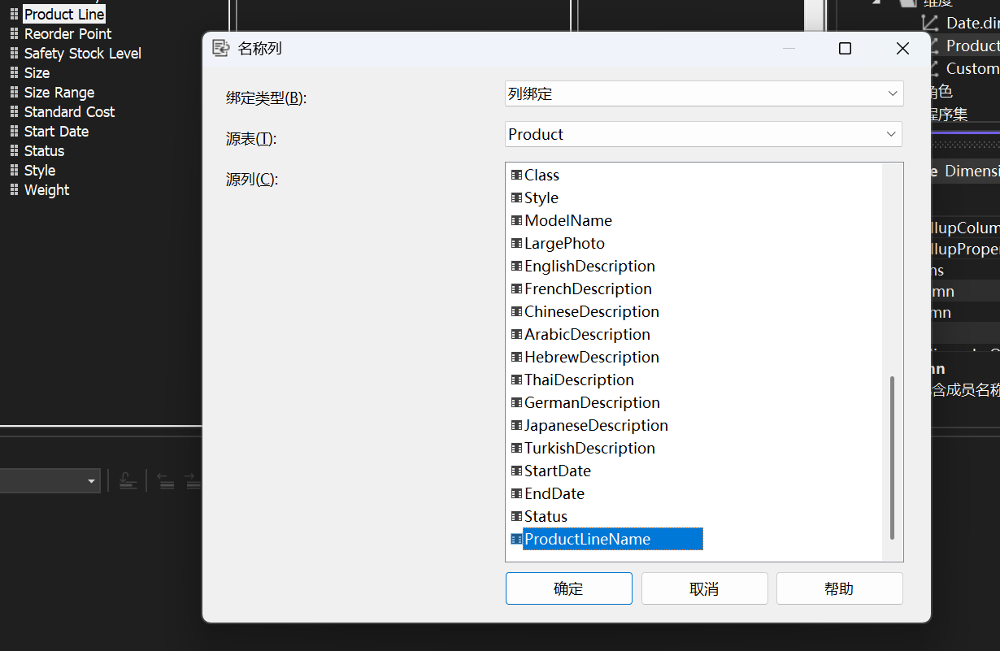 Product Line
Reorder Point
Safety Stock Level
Size
Size Range
Standard Cost
Start Date
Status
Style
Weight
名称列
绑定类型(B):
列绑定
源表(T):
Product
源列(C):
Class
Style
ModelName
LargePhoto
EnglishDescription
FrenchDescription
ChineseDescription
ArabicDescription
HebrewDescription
ThaiDescription
GermanDescription
JapaneseDescription
TurkishDescription
StartDate
EndDate
Status
ProductLineName
确定
取消
帮助
维度
Date.di
Product
Custom
角色
程序集
e Dimensi
llupColum
llupProper
ns
mn
mn
nn
含成员名称